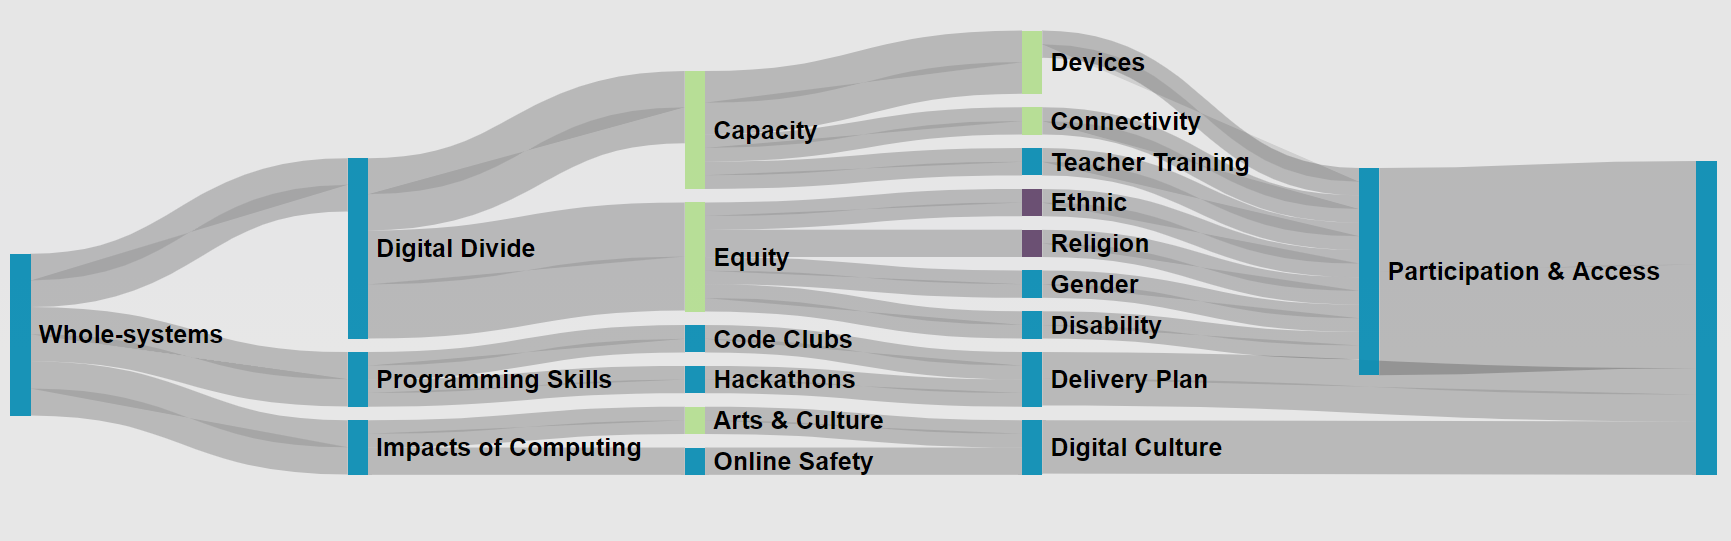 Whole-systems
Digital Divide
Programming Skills
Impacts of Computing
Capacity
Equity
Code Clubs
Hackathons
Arts & Culture
Online Safety
Devices
Connectivity
Teacher Training
Ethnic
Religion
Gender
Disability
Delivery Plan
Digital Culture
Participation & Access